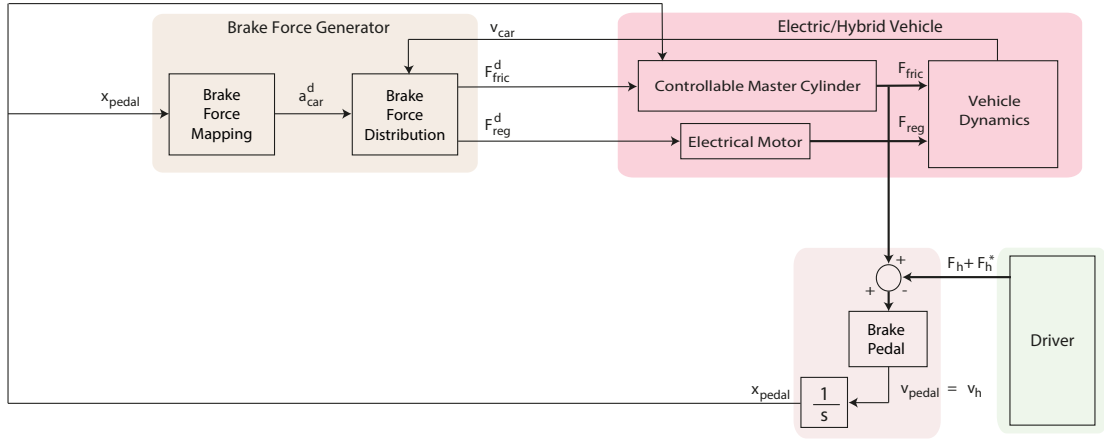 Brake Force Generator
Electric/Hybrid Vehicle
v_car
x_pedal
Brake
Force
Mapping
a^d_car
Brake
Force
Distribution
F^d_fric
F^d_reg
Controllable Master Cylinder
Electrical Motor
F_fric
F_reg
Vehicle
Dynamics
+
F_h + F_h^*
+
-
Brake
Pedal
Driver
x_pedal
1
s
v_pedal = v_h